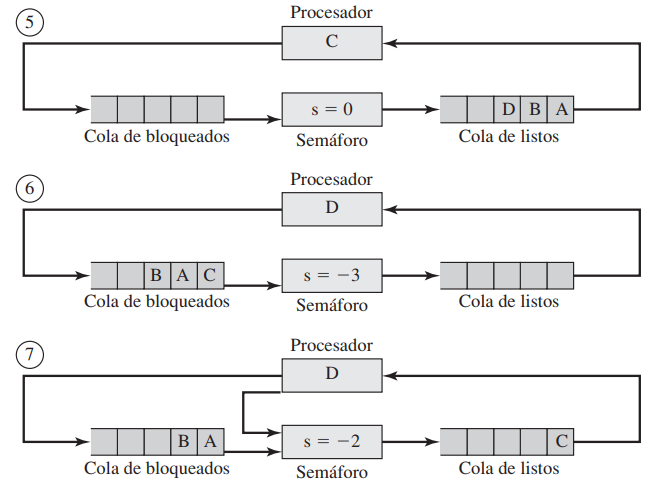 5
Procesador
C
s = 0
D B A
Cola de bloqueados
Semáforo
Cola de listos
6
Procesador
D
B A C
s = −3
Cola de bloqueados
Semáforo
Cola de listos
7
Procesador
D
B A
s = −2
C
Cola de bloqueados
Semáforo
Cola de listos